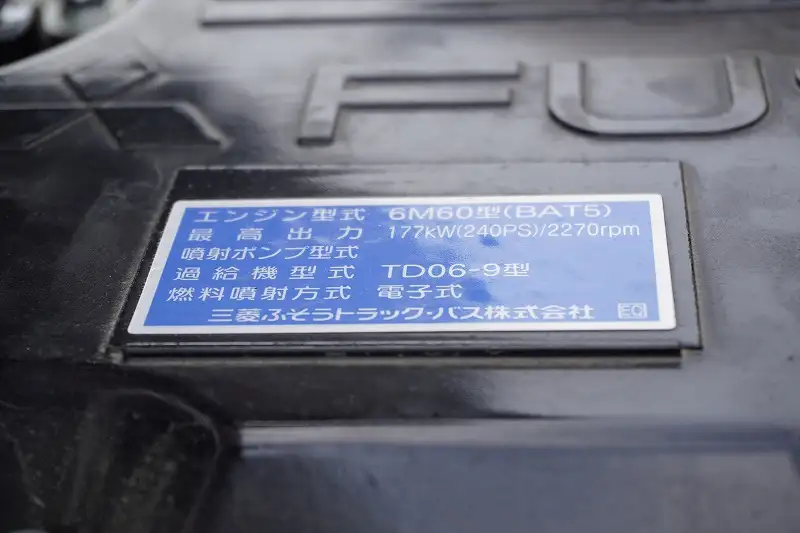 FU
エンジン型式 6M60型(BAT5)
最高出力 177kW(240PS)/2270rpm
噴射ポンプ型式
過給機型式 TD06-9型
燃料噴射方式 電子式
三菱ふそうトラック・バス株式会社 EQ